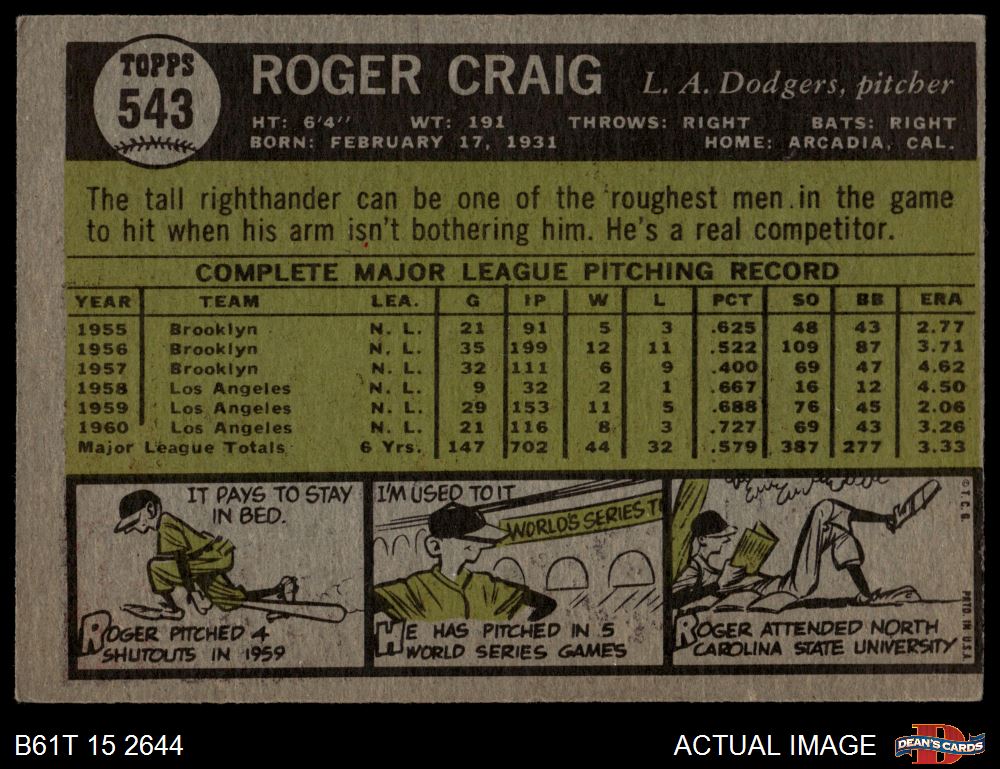 TOPPS
543
ROGER CRAIG L. A. Dodgers, pitcher
HT: 6'4" WT: 191 THROWS: RIGHT BATS: RIGHT
BORN: FEBRUARY 17, 1931 HOME: ARCADIA, CAL.
The tall righthander can be one of the roughest men in the game
to hit when his arm isn't bothering him. He's a real competitor.
COMPLETE MAJOR LEAGUE PITCHING RECORD
YEAR TEAM LEA. G IP W L PCT SO BB ERA
1955 Brooklyn N. L. 21 91 5 3 .625 48 43 2.77
1956 Brooklyn N. L. 35 199 12 11 .522 109 87 3.71
1957 Brooklyn N. L. 32 111 6 9 .400 69 47 4.62
1958 Los Angeles N. L. 9 32 2 1 .667 16 12 4.50
1959 Los Angeles N. L. 29 153 11 5 .688 76 45 2.06
1960 Los Angeles N. L. 21 116 8 3 .727 69 43 3.26
Major League Totals 6 Yrs. 147 702 44 32 .579 387 277 3.33
IT PAYS TO STAY
IN BED.
ROGER PITCHED 4
SHUTOUTS IN 1959
I'M USED TO IT
WORLD'S SERIES T
HE HAS PITCHED IN 5
WORLD SERIES GAMES
ROGER ATTENDED NORTH
CAROLINA STATE UNIVERSITY
© T. C. G.
PRTD. IN U.S.A.
B61T 15 2644
ACTUAL IMAGE
D
DEAN'S CARDS